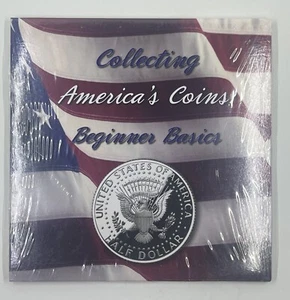 Collecting
America's Coins:
Beginner Basics
UNITED STATES OF AMERICA
HALF DOLLAR